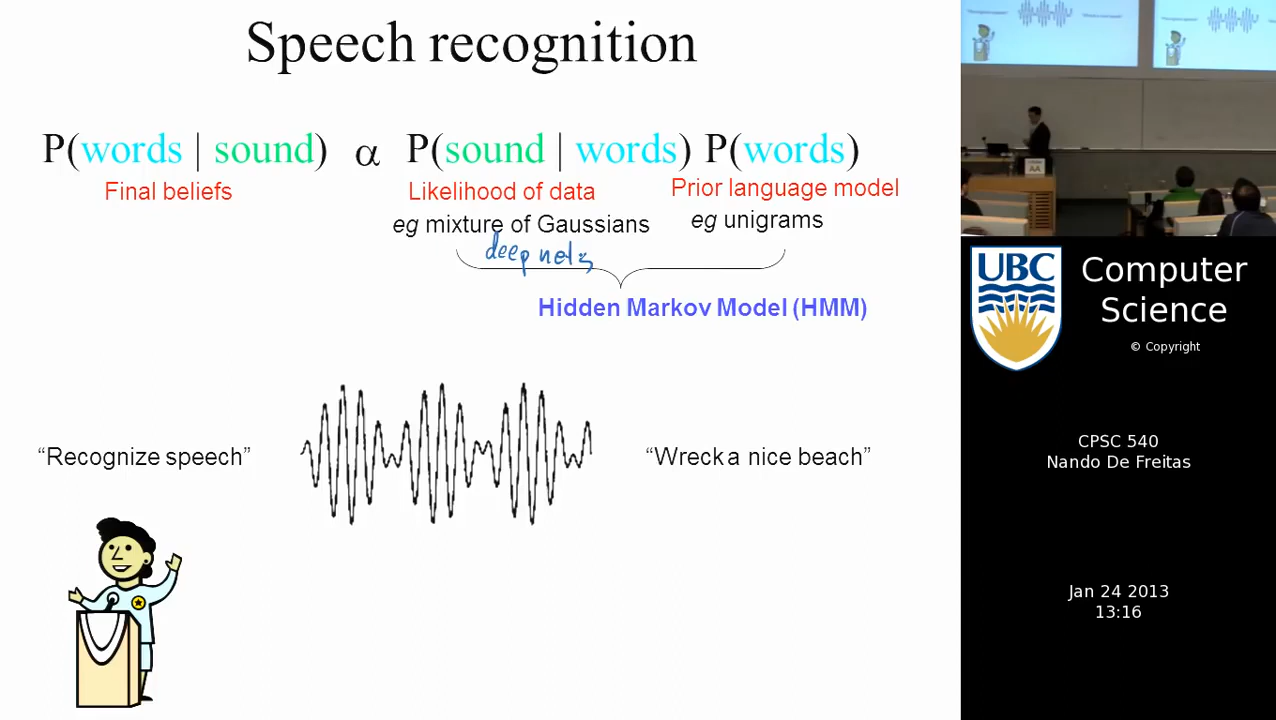 Speech recognition
P(words | sound) α P(sound | words) P(words)
Final beliefs
Likelihood of data
Prior language model
eg mixture of Gaussians
eg unigrams
deep nets
Hidden Markov Model (HMM)
“Recognize speech”
“Wreck a nice beach”
UBC
Computer
Science
© Copyright
CPSC 540
Nando De Freitas
Jan 24 2013
13:16